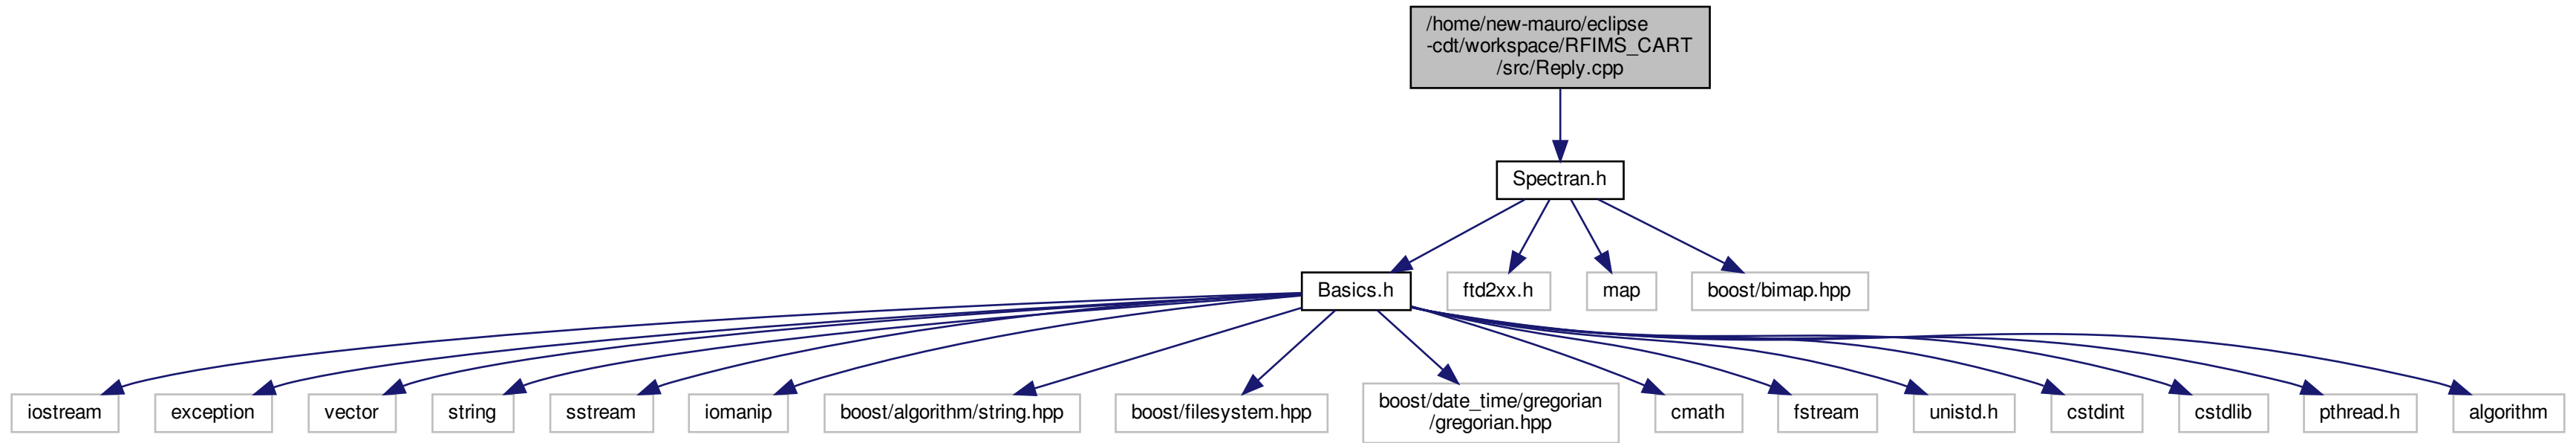 /home/new-mauro/eclipse
-cdt/workspace/RFIMS_CART
/src/Reply.cpp
Spectran.h
Basics.h
ftd2xx.h
map
boost/bimap.hpp
iostream
exception
vector
string
sstream
iomanip
boost/algorithm/string.hpp
boost/filesystem.hpp
boost/date_time/gregorian
/gregorian.hpp
cmath
fstream
unistd.h
cstdint
cstdlib
pthread.h
algorithm